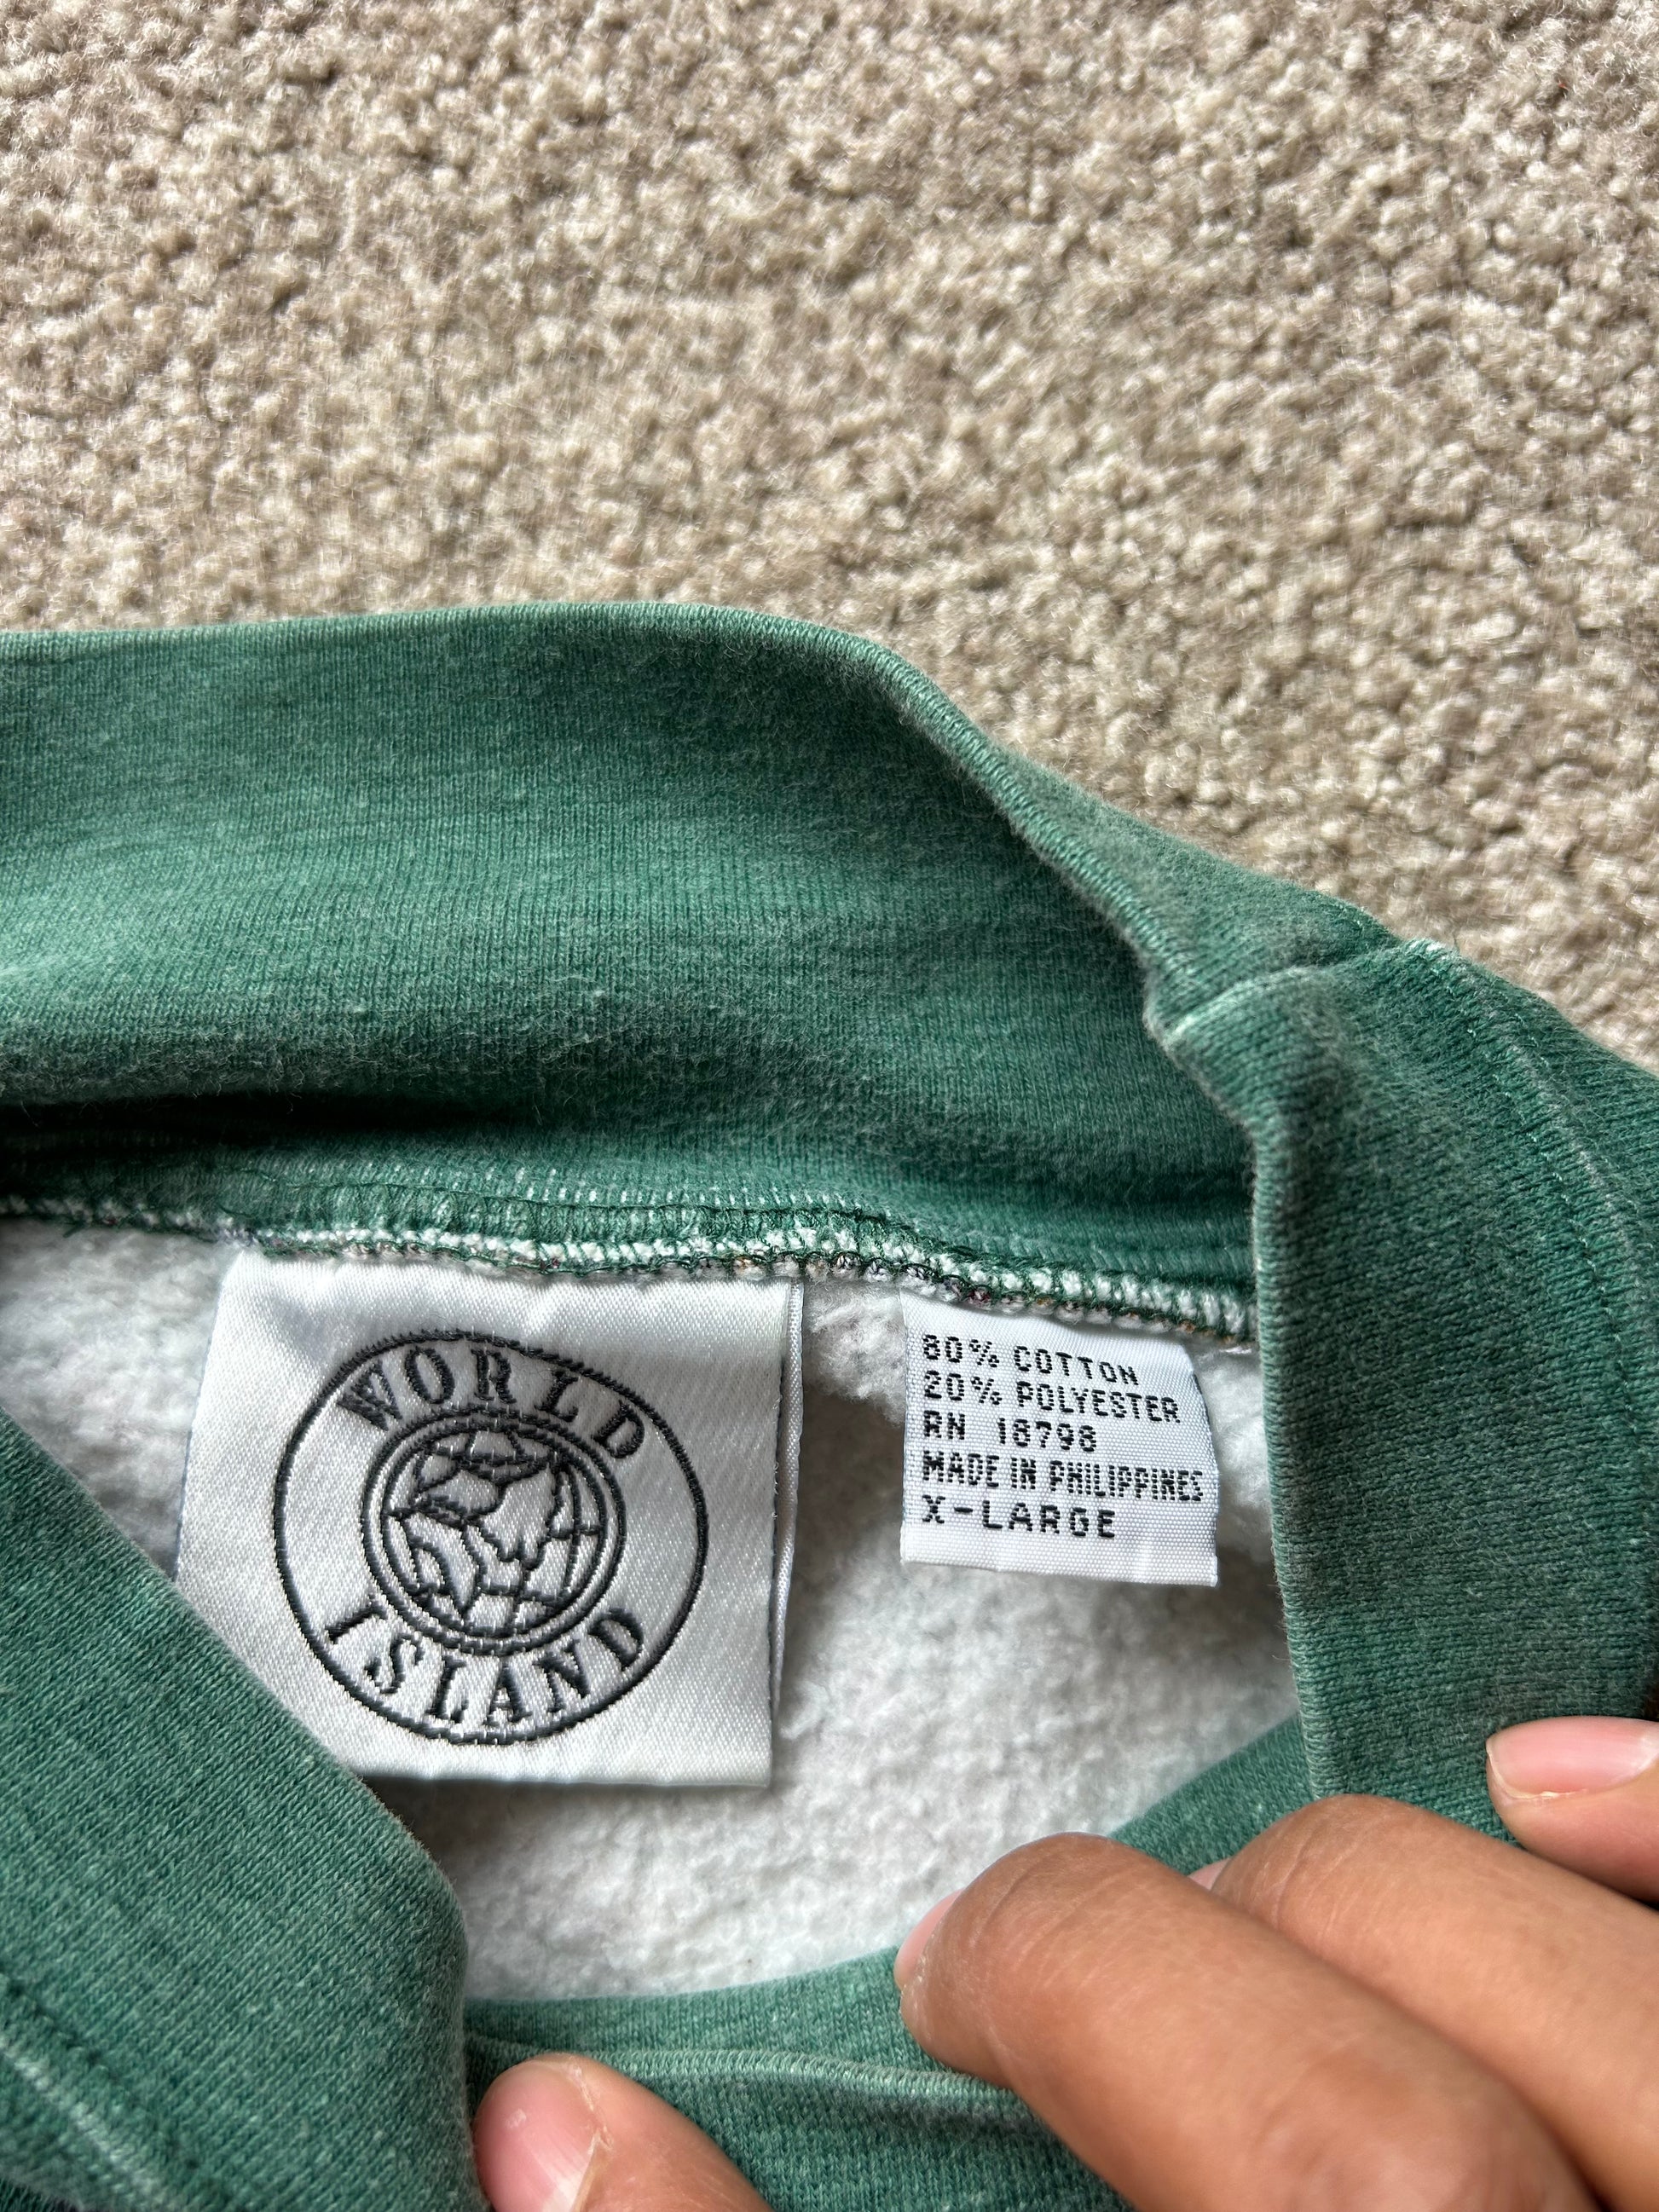 WORLD
ISLAND
80% COTTON
20% POLYESTER
RN 18798
MADE IN PHILIPPINES
X-LARGE